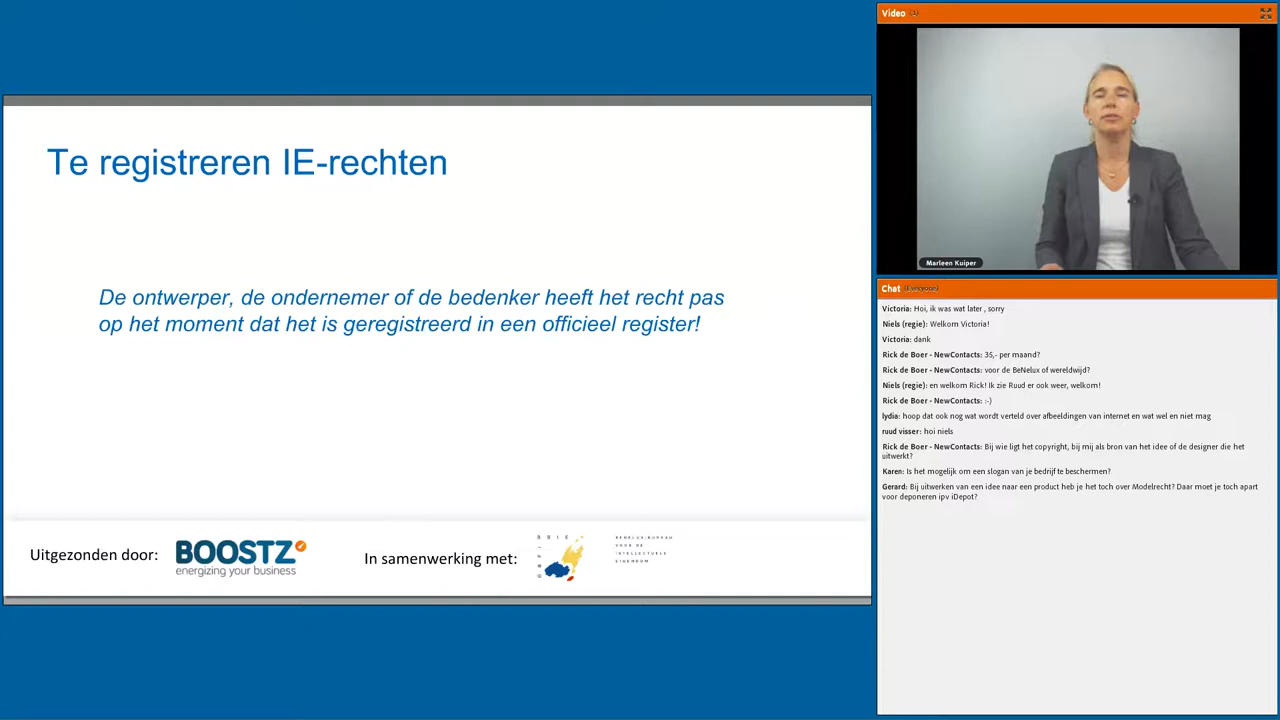 Te registreren IE-rechten
De ontwerper, de ondernemer of de bedenker heeft het recht pas
op het moment dat het is geregistreerd in een officieel register!
Uitgezonden door:
BOOSTZ
energizing your business
In samenwerking met:
BBIE
BENELUX-BUREAU
VOOR DE
INTELLECTUELE
EIGENDOM
Video (1)
Marleen Kuiper
Chat (Everyone)
Victoria: Hoi, ik was wat later , sorry
Niels (regie): Welkom Victoria!
Victoria: dank
Rick de Boer - NewContacts: 35,- per maand?
Rick de Boer - NewContacts: voor de BeNelux of wereldwijd?
Niels (regie): en welkom Rick! Ik zie Ruud er ook weer, welkom!
Rick de Boer - NewContacts: :-)
lydia: hoop dat ook nog wat wordt verteld over afbeeldingen van internet en wat wel en niet mag
ruud visser: hoi niels
Rick de Boer - NewContacts: Bij wie ligt het copyright, bij mij als bron van het idee of de designer die het
uitwerkt?
Karen: Is het mogelijk om een slogan van je bedrijf te beschermen?
Gerard: Bij uitwerken van een idee naar een product heb je het toch over Modelrecht? Daar moet je toch apart
voor deponeren ipv iDepot?